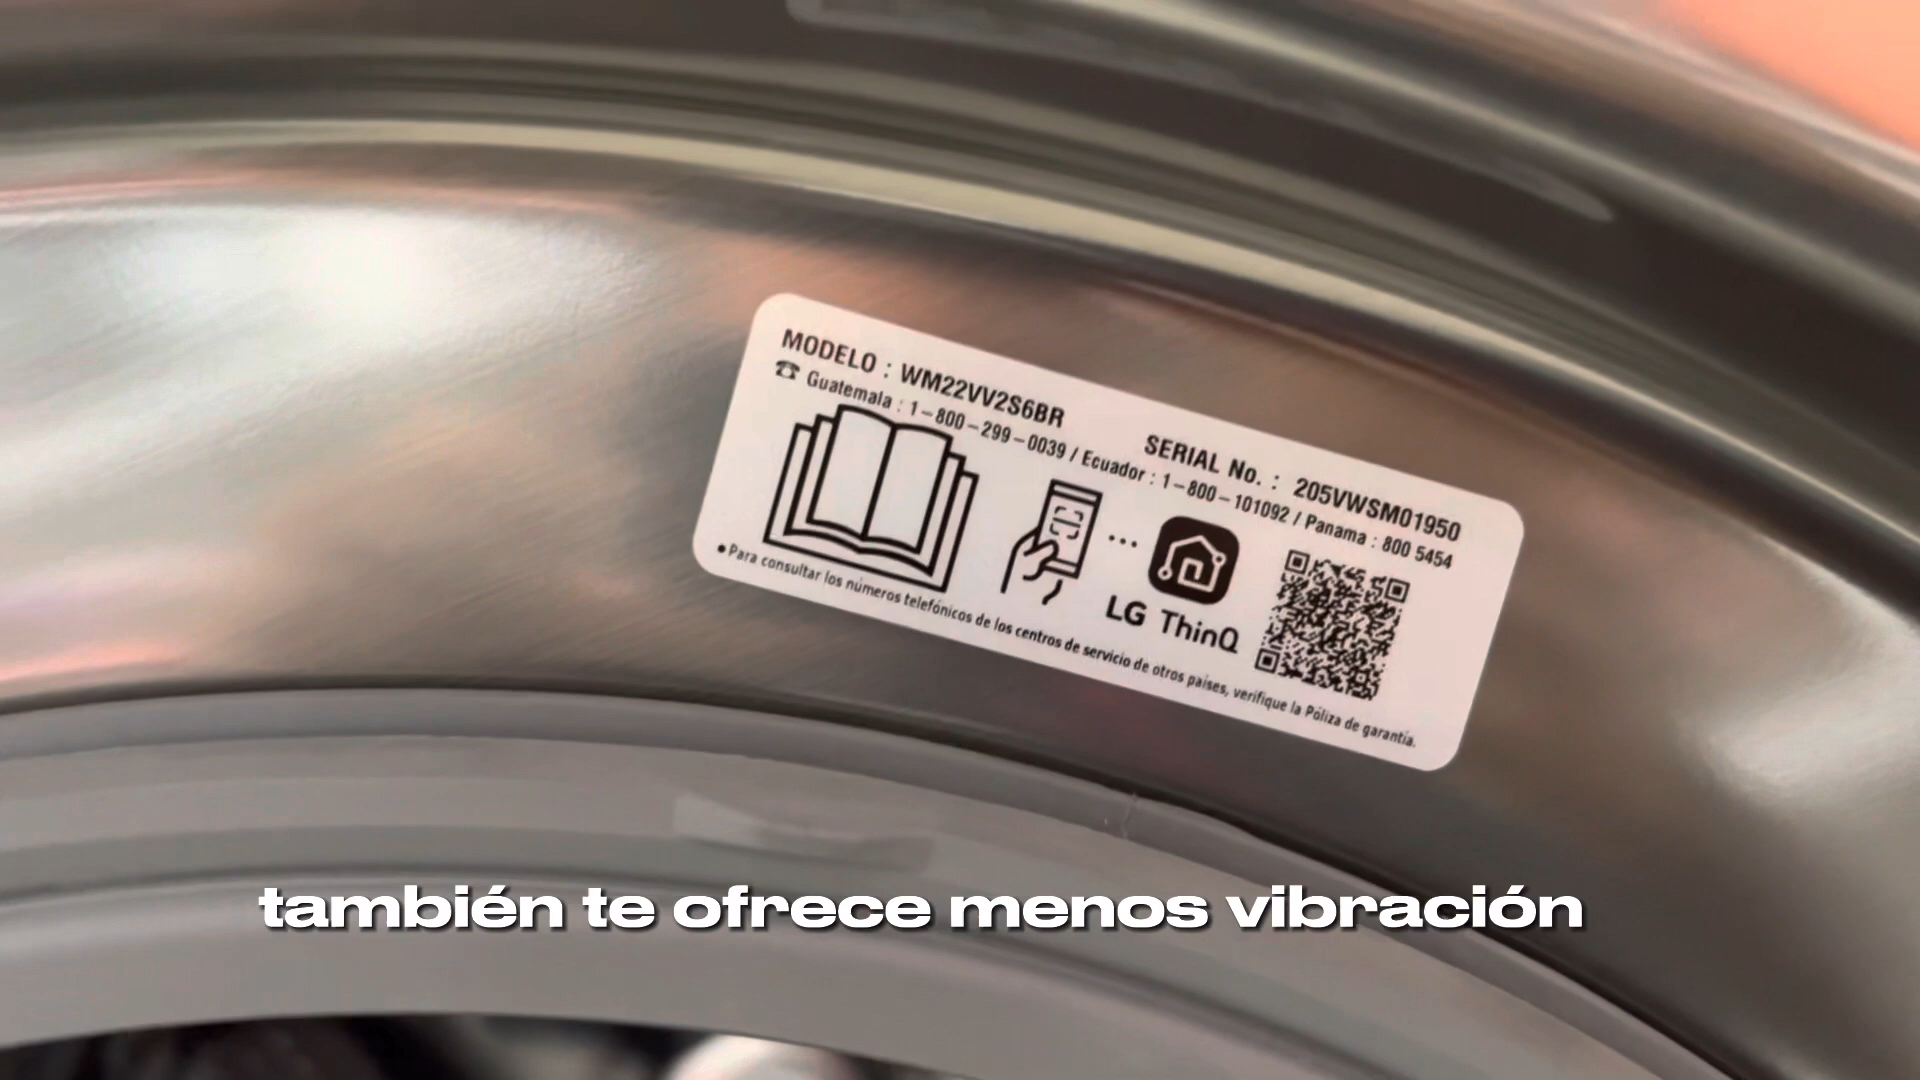 MODELO : WM22VV2S6BR SERIAL No. : 205VWSM01950
☎ Guatemala : 1-800-299-0039 / Ecuador : 1-800-101092 / Panama : 800 5454
LG ThinQ
● Para consultar los números telefónicos de los centros de servicio de otros países, verifique la Póliza de garantía.
también te ofrece menos vibración